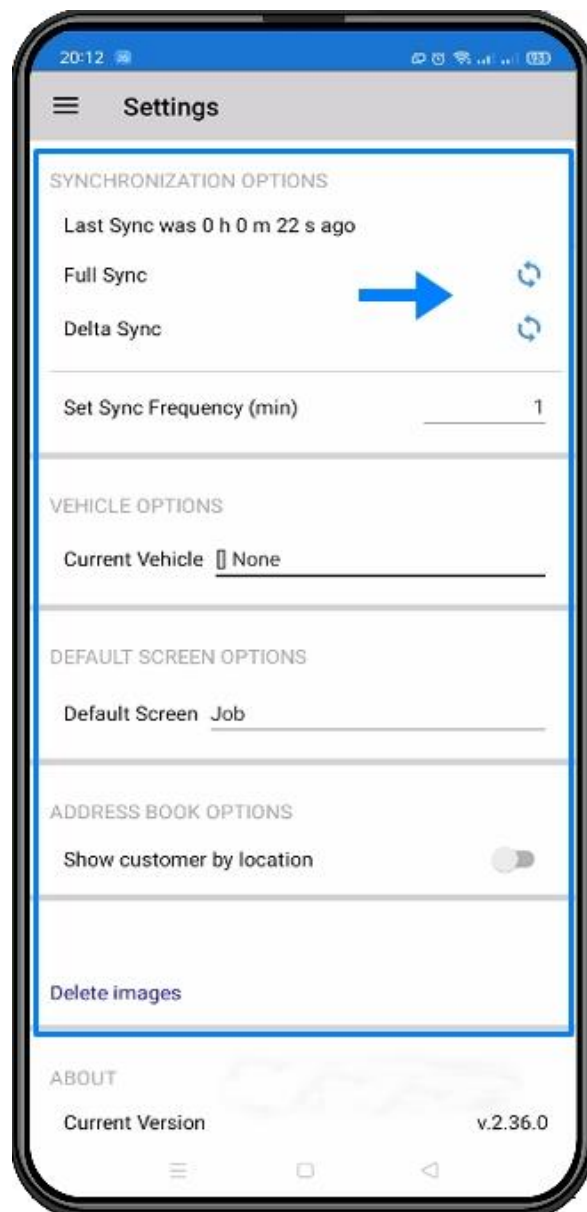 20:12 93
Settings
SYNCHRONIZATION OPTIONS
Last Sync was 0 h 0 m 22 s ago
Full Sync
Delta Sync
Set Sync Frequency (min) 1
VEHICLE OPTIONS
Current Vehicle [] None
DEFAULT SCREEN OPTIONS
Default Screen Job
ADDRESS BOOK OPTIONS
Show customer by location
Delete images
ABOUT
Current Version v.2.36.0